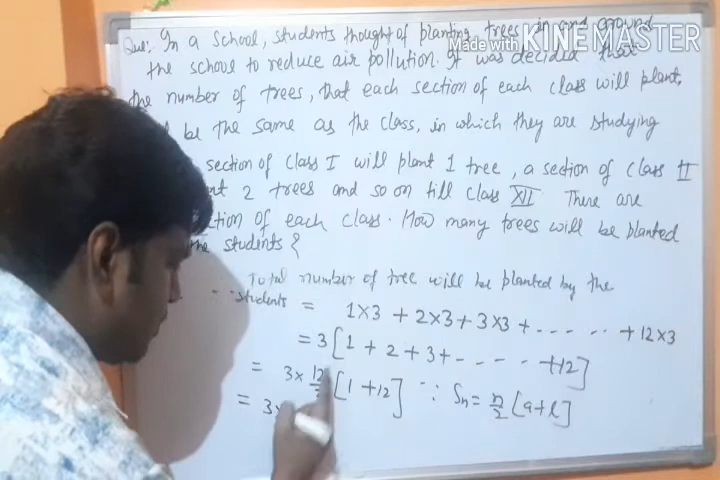 Que:. In a School, students thought of planting trees in and around
Made with KINEMASTER
the school to reduce air pollution. It was decided that
the number of trees, that each section of each class will plant,
be the same as the class, in which they are studying
section of Class I will plant 1 tree, a section of class II
2 trees and so on till class XII There are
of each class. How many trees will be planted
the students?
Total number of tree will be planted by the
students = 1×3 + 2×3 + 3×3 + - - - - - - + 12×3
= 3[1 + 2 + 3 + - - - - +12]
= 3× 12/2 [1 + 12] ∵ Sn = n/2 [a+l]
= 3×